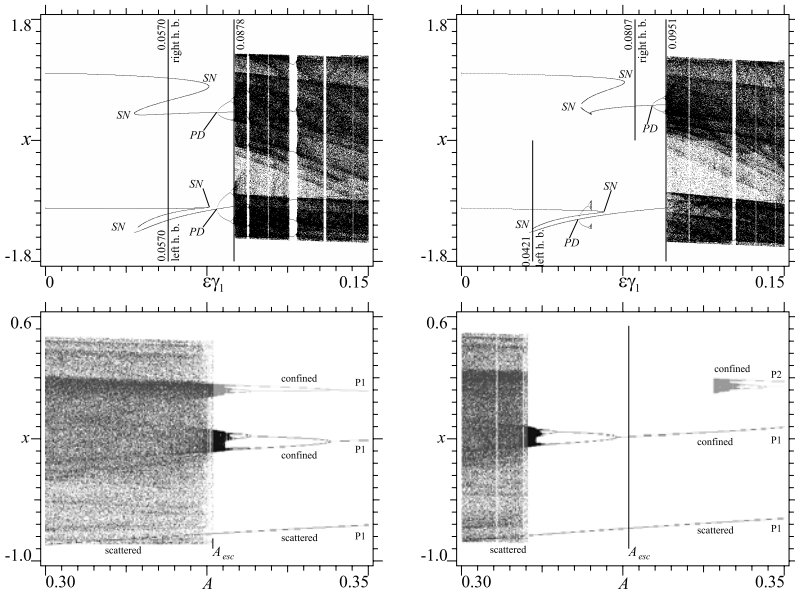 1.8
x
-1.8
0
εγ1
0.15
0.0570
right h. b.
0.0878
SN
SN
PD
SN
SN
PD
0.0570
left h. b.
1.8
x
-1.8
0
εγ1
0.15
0.0807
right h. b.
0.0951
SN
SN
PD
SN
SN
PD
0.0421
left h. b.
0.6
x
-1.0
0.30
A
0.35
confined
P1
confined
P1
scattered
P1
scattered
A esc
0.6
x
-1.0
0.30
A
0.35
confined
P2
confined
P1
scattered
P1
scattered
A esc